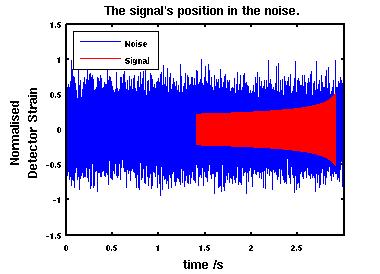 The signal's position in the noise.
1.5
Noise
Signal
1
0.5
0
-0.5
-1
-1.5
Normalised
Detector Strain
0 0.5 1 1.5 2 2.5
time /s